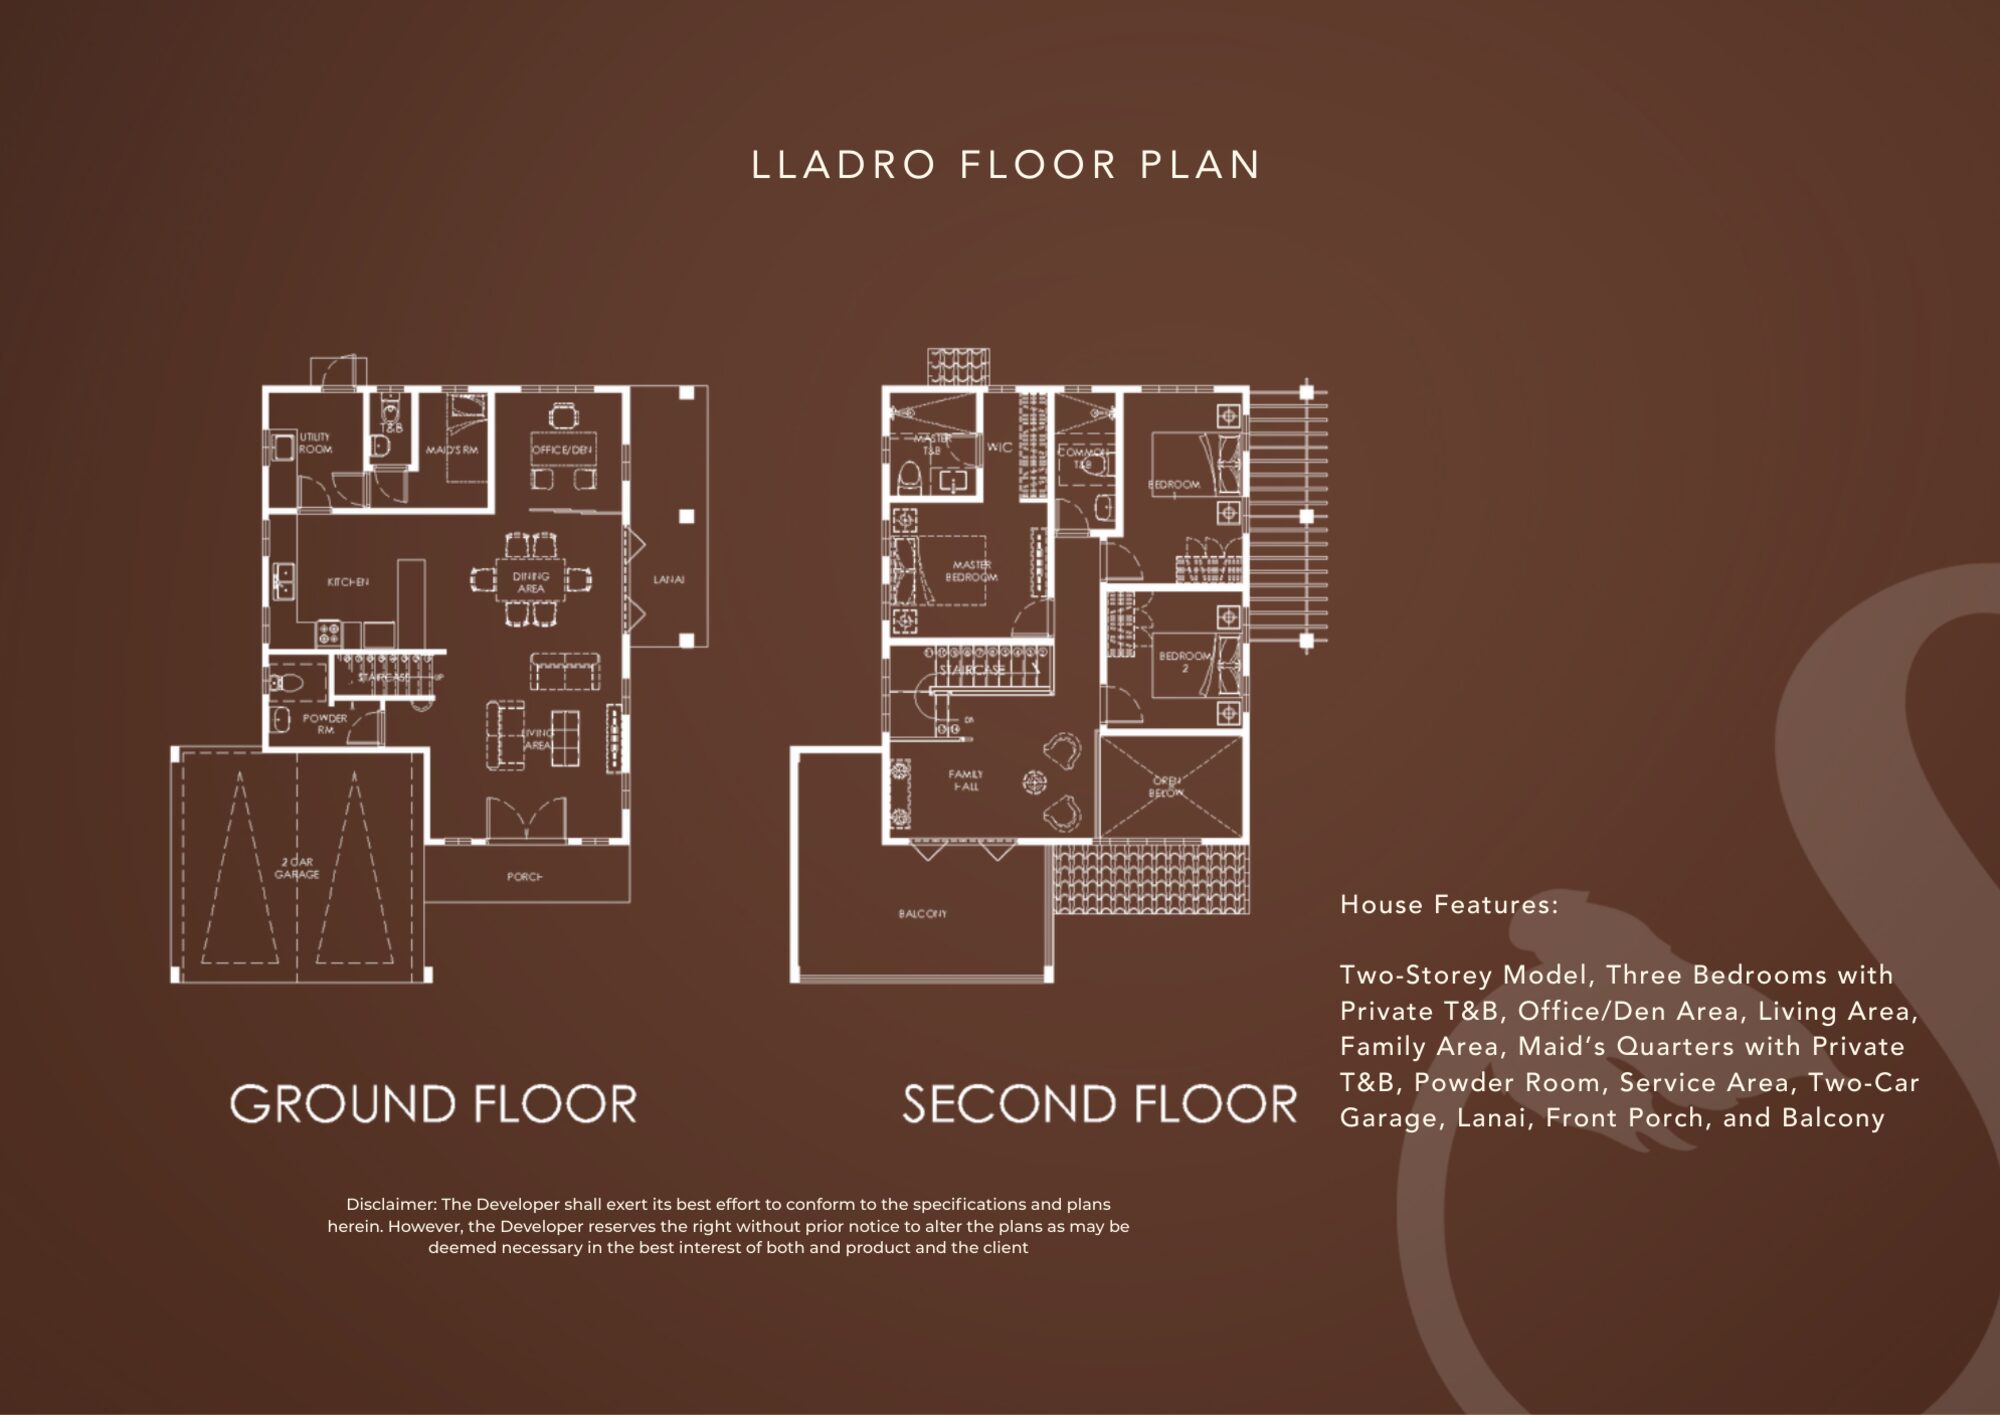 LLADRO FLOOR PLAN
UTILITY
ROOM
T&B
MAID'S RM
OFFICE/DEN
KITCHEN
DINING
AREA
LANAI
STAIRCASE
UP
POWDER
RM
LIVING
AREA
2 CAR
GARAGE
PORCH
MASTER
T&B
WIC
COMMON
T&B
BEDROOM
1
MASTER
BEDROOM
BEDROOM
2
STAIRCASE
DN
FAMILY
HALL
OPEN
BELOW
BALCONY
GROUND FLOOR
SECOND FLOOR
House Features:
Two-Storey Model, Three Bedrooms with
Private T&B, Office/Den Area, Living Area,
Family Area, Maid’s Quarters with Private
T&B, Powder Room, Service Area, Two-Car
Garage, Lanai, Front Porch, and Balcony
Disclaimer: The Developer shall exert its best effort to conform to the specifications and plans
herein. However, the Developer reserves the right without prior notice to alter the plans as may be
deemed necessary in the best interest of both and product and the client